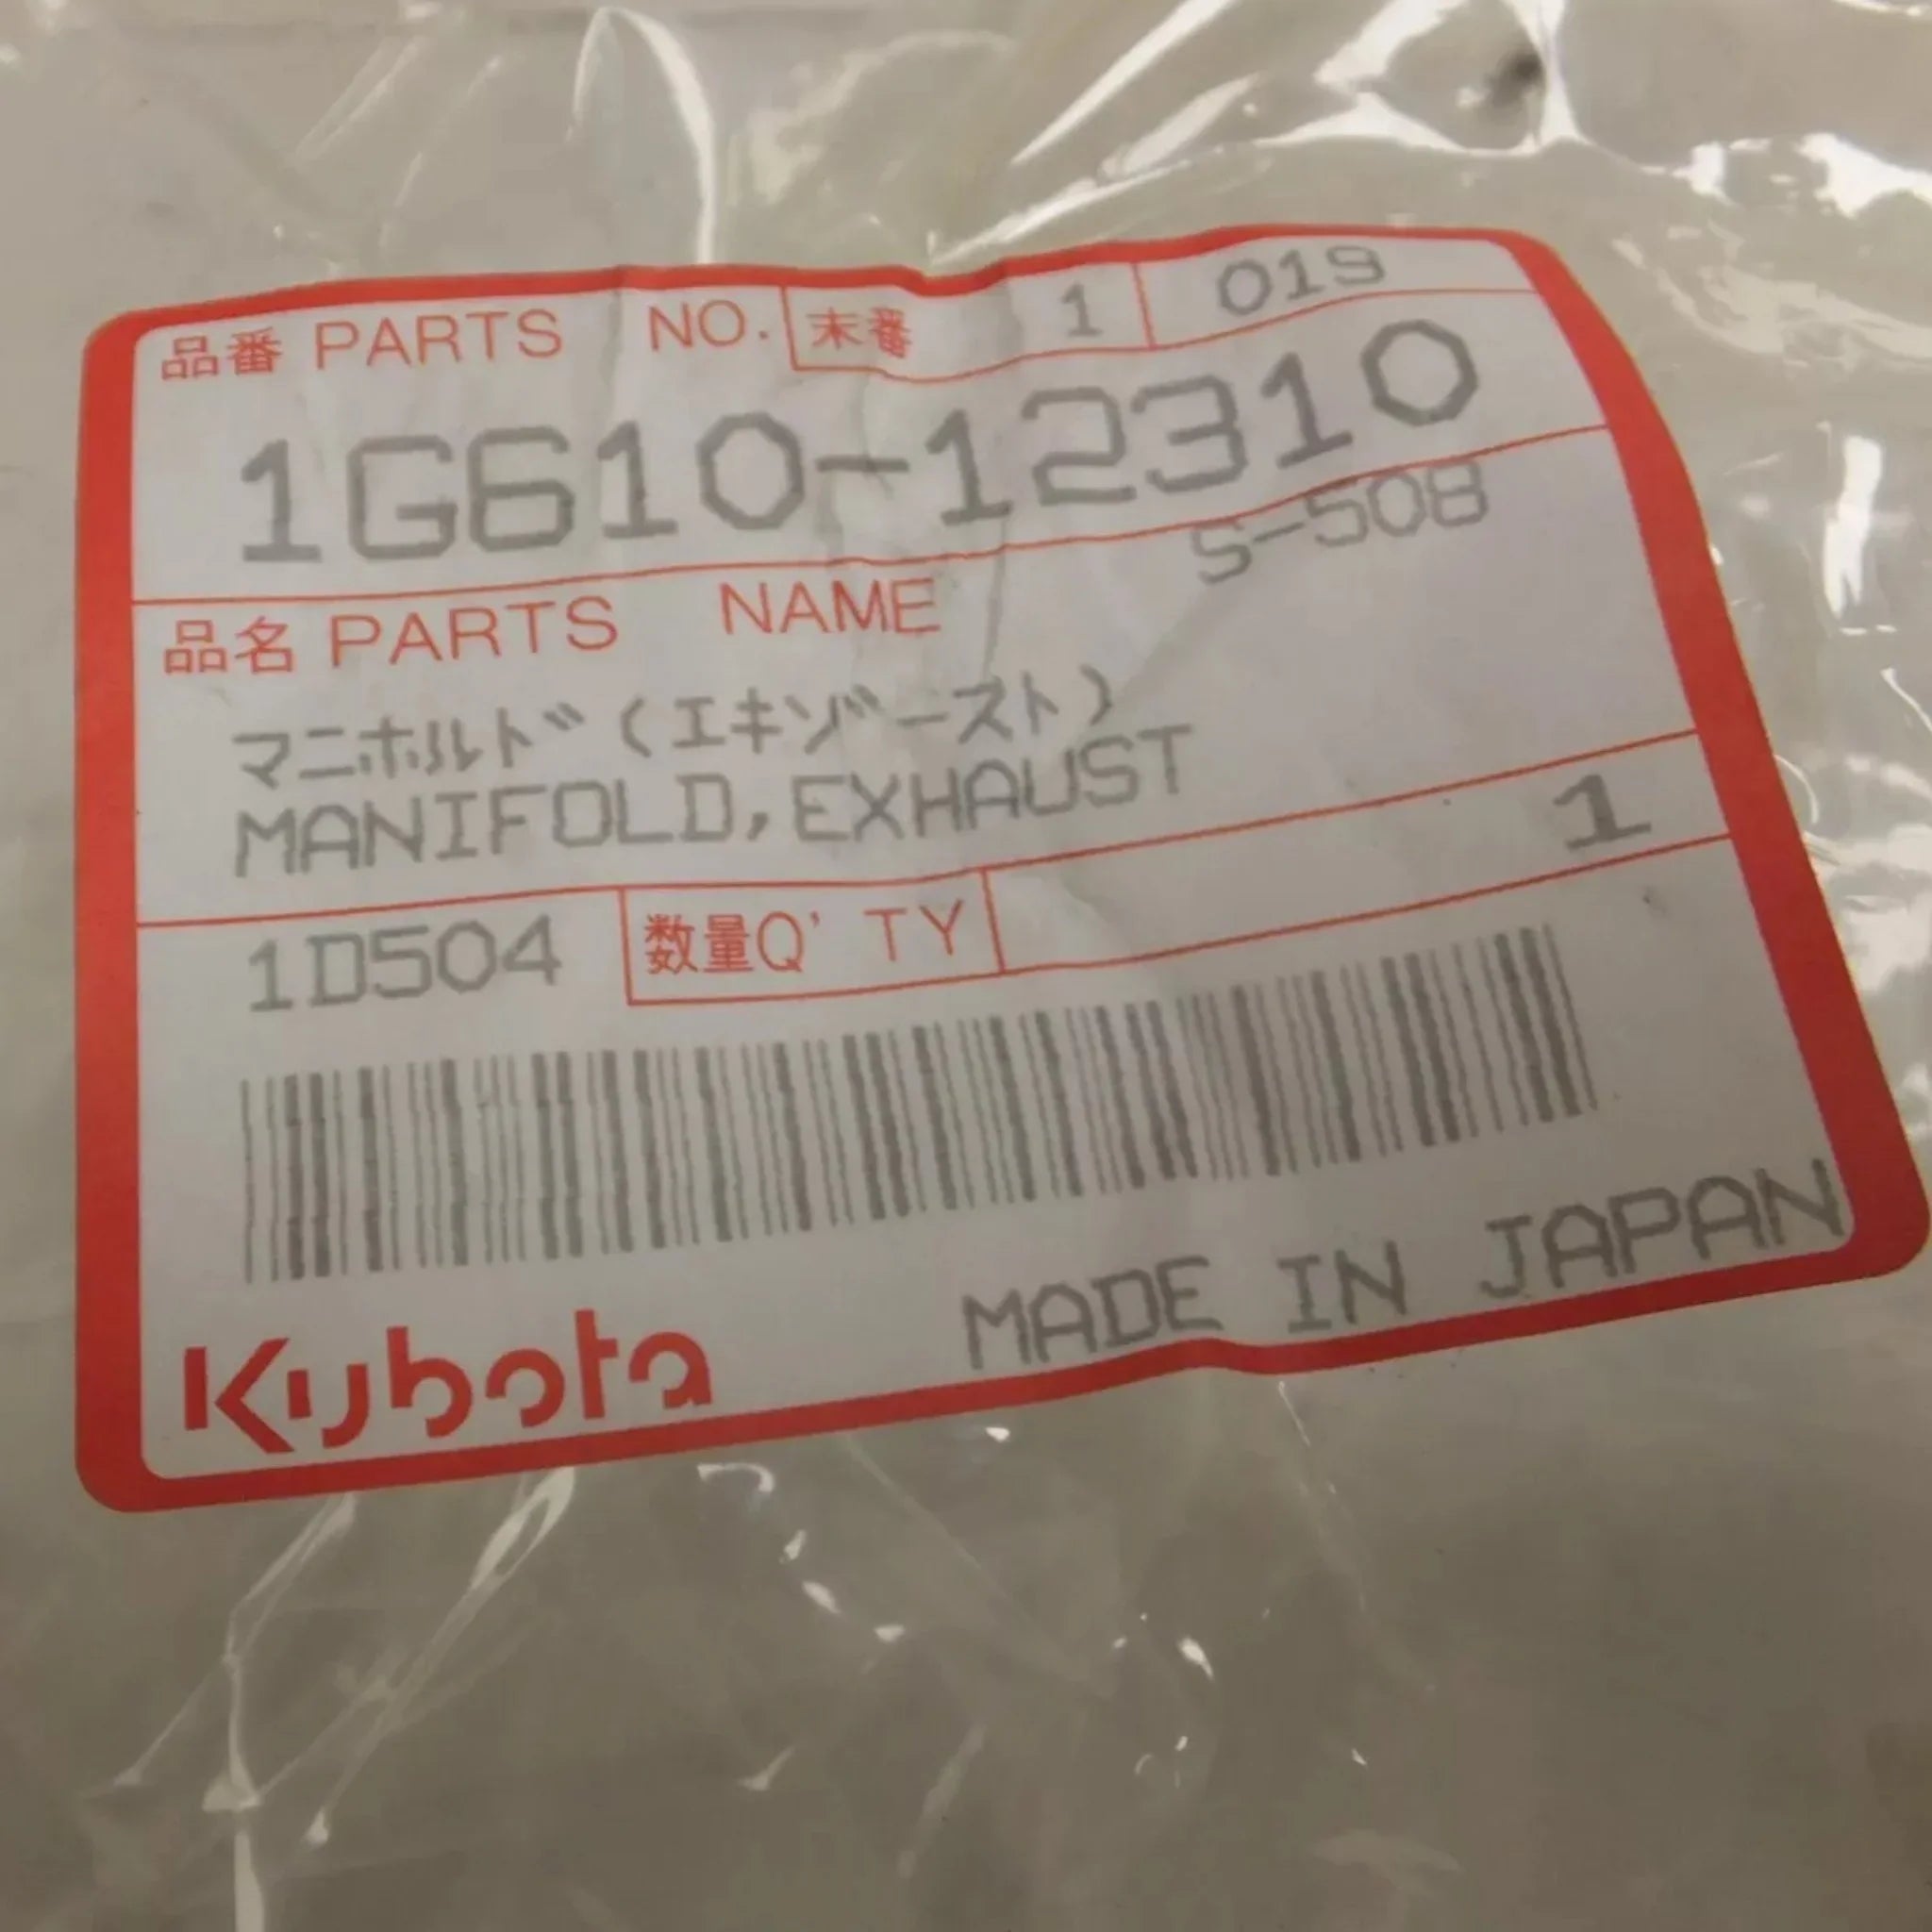 品番 PARTS NO. 末番 1 019
1G610-12310
S-508
品名 PARTS NAME
マニホルド(エキゾースト)
MANIFOLD,EXHAUST
1D504 数量Q'TY 1
Kubota MADE IN JAPAN